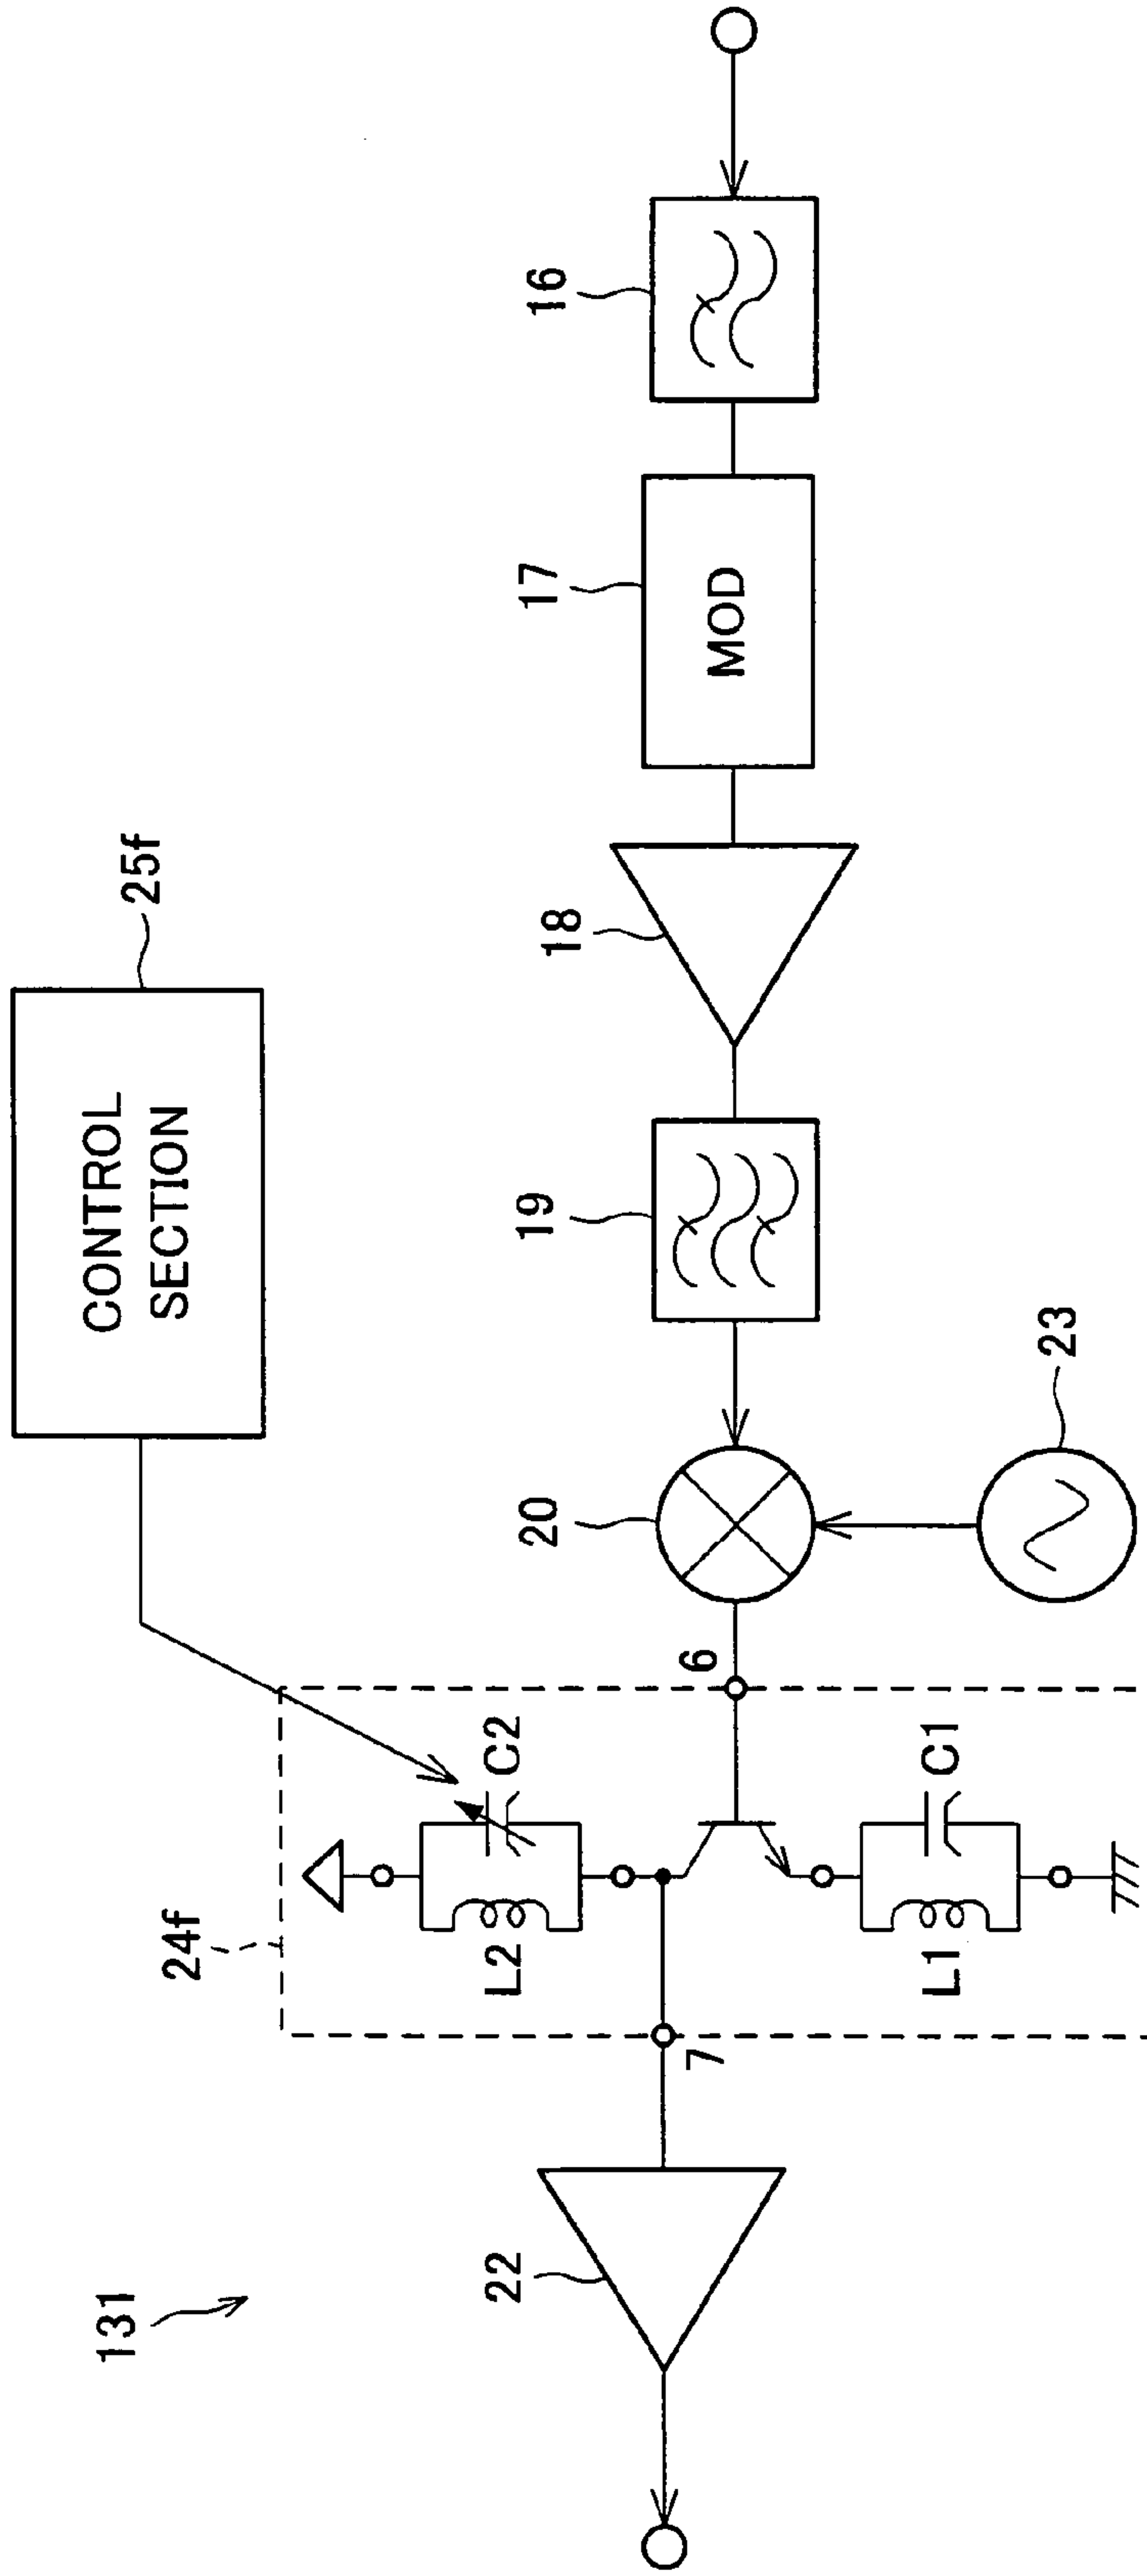 131
25f
CONTROL
SECTION
24f
22
7
L2
C2
L1
C1
6
20
23
19
18
17
MOD
16